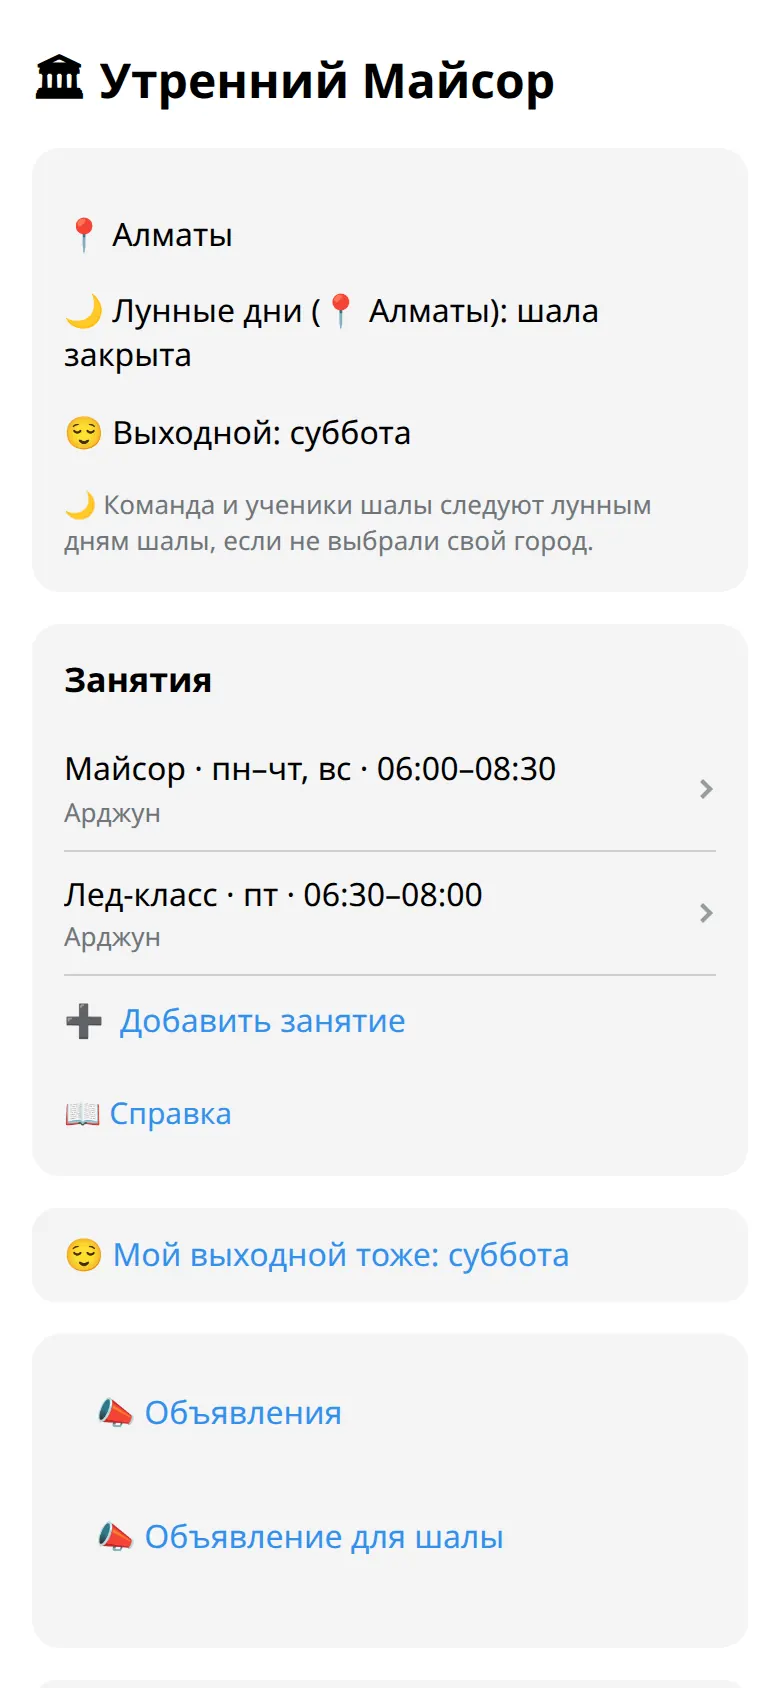 🏛 Утренний Майсор
📍 Алматы
🌙 Лунные дни (📍 Алматы): шала
закрыта
😌 Выходной: суббота
🌙 Команда и ученики шалы следуют лунным
дням шалы, если не выбрали свой город.
Занятия
Майсор · пн–чт, вс · 06:00–08:30
Арджун
Лед-класс · пт · 06:30–08:00
Арджун
➕ Добавить занятие
📖 Справка
😌 Мой выходной тоже: суббота
📣 Объявления
📣 Объявление для шалы